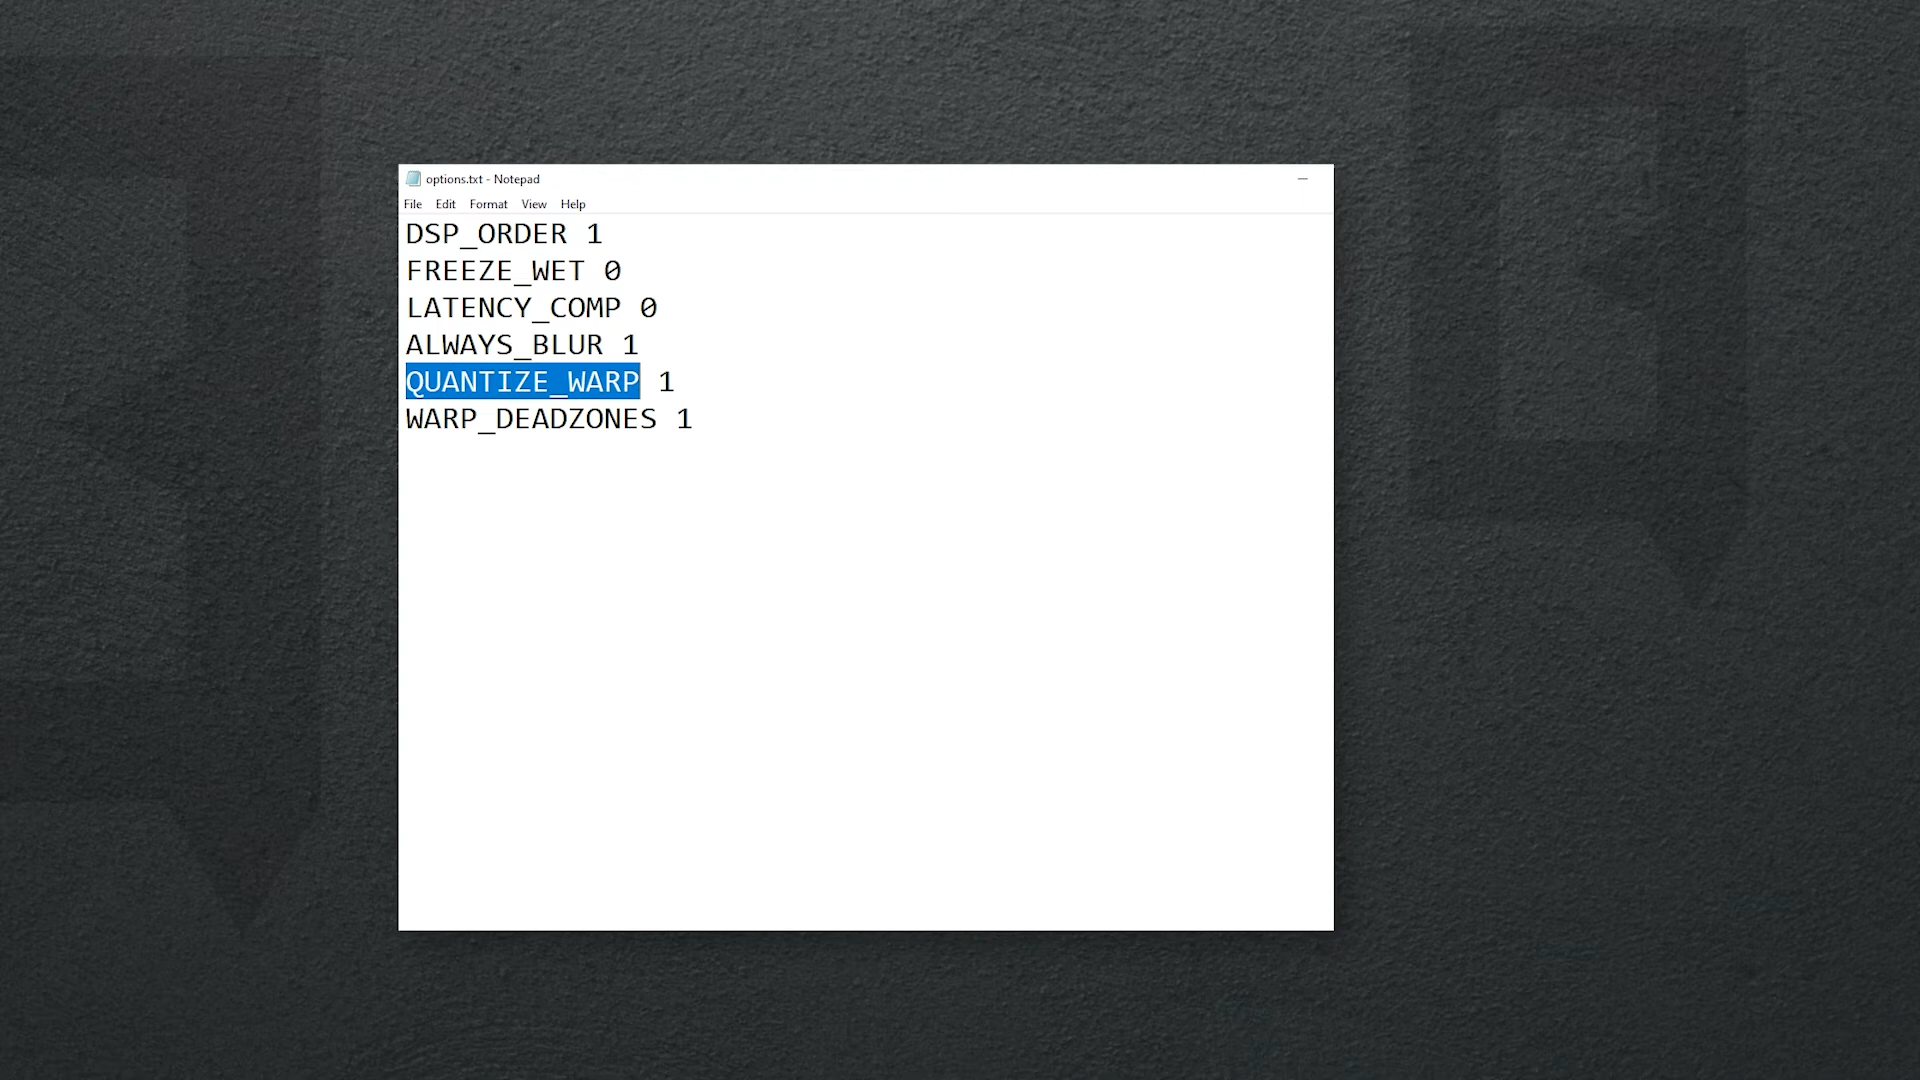 options.txt - Notepad
File Edit Format View Help
DSP_ORDER 1
FREEZE_WET 0
LATENCY_COMP 0
ALWAYS_BLUR 1
QUANTIZE_WARP 1
WARP_DEADZONES 1